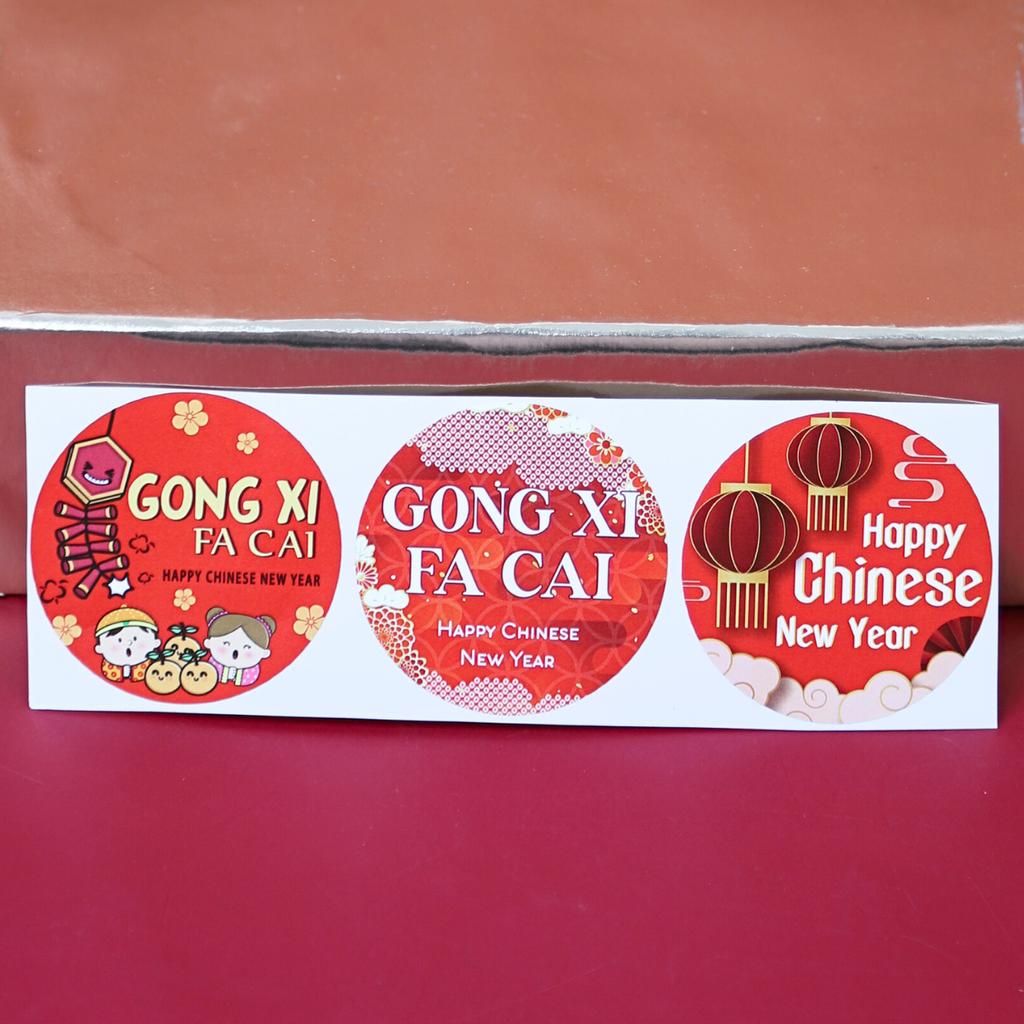 GONG XI
FA CAI
HAPPY CHINESE NEW YEAR
GONG XI
FA CAI
HAPPY CHINESE
NEW YEAR
Happy
Chinese
New Year